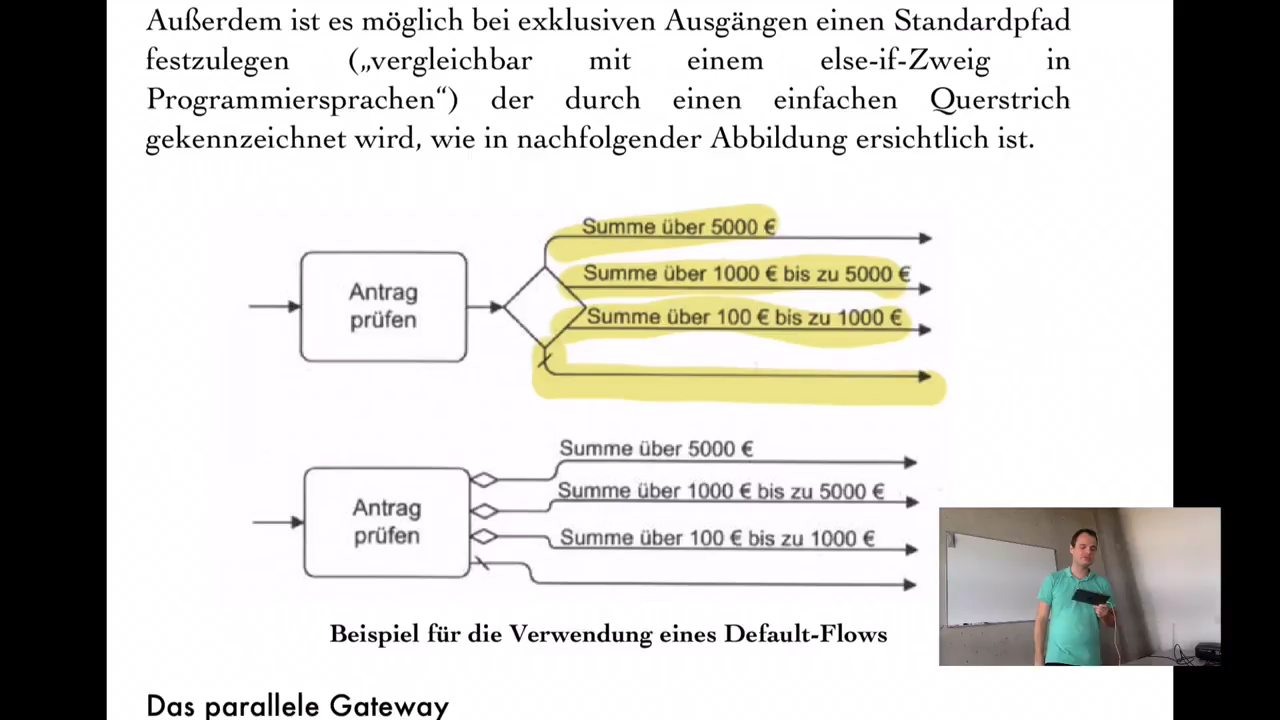 Außerdem ist es möglich bei exklusiven Ausgängen einen Standardpfad
festzulegen („vergleichbar mit einem else-if-Zweig in
Programmiersprachen“) der durch einen einfachen Querstrich
gekennzeichnet wird, wie in nachfolgender Abbildung ersichtlich ist.
Summe über 5000 €
Summe über 1000 € bis zu 5000 €
Antrag
prüfen
Summe über 100 € bis zu 1000 €
Summe über 5000 €
Summe über 1000 € bis zu 5000 €
Antrag
prüfen
Summe über 100 € bis zu 1000 €
Beispiel für die Verwendung eines Default-Flows
Das parallele Gateway